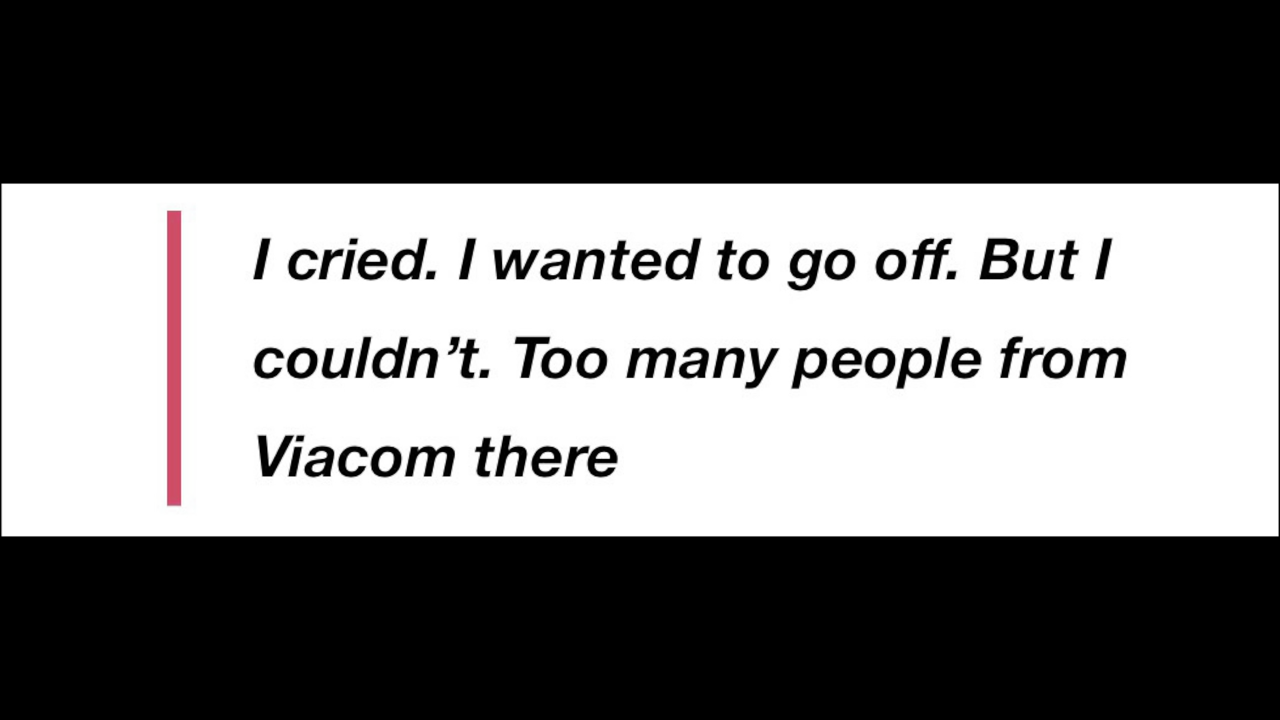 I cried. I wanted to go off. But I
couldn’t. Too many people from
Viacom there